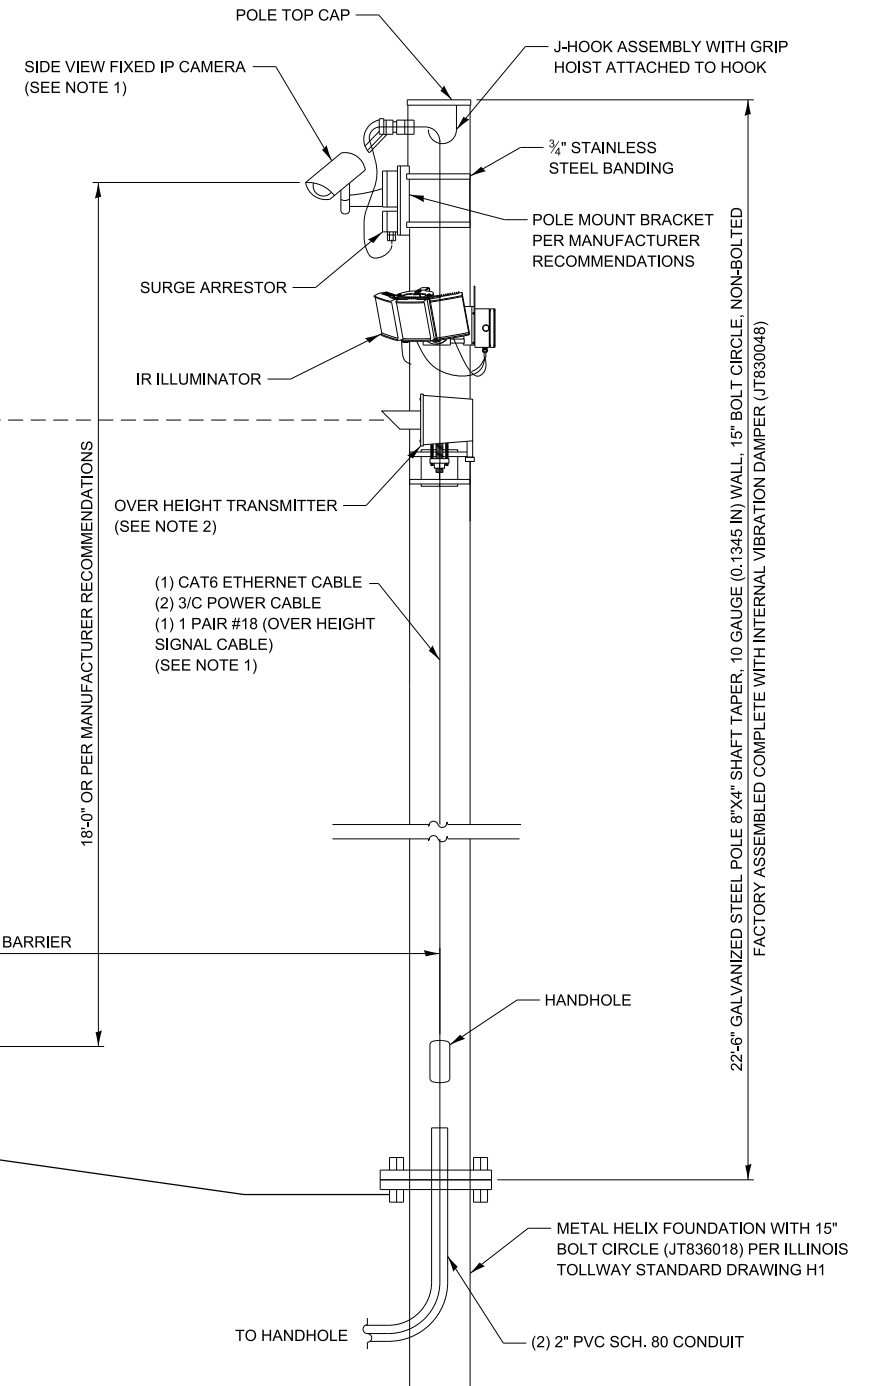 POLE TOP CAP
J-HOOK ASSEMBLY WITH GRIP
HOIST ATTACHED TO HOOK
SIDE VIEW FIXED IP CAMERA
(SEE NOTE 1)
¾" STAINLESS
STEEL BANDING
POLE MOUNT BRACKET
PER MANUFACTURER
RECOMMENDATIONS
SURGE ARRESTOR
IR ILLUMINATOR
OVER HEIGHT TRANSMITTER
(SEE NOTE 2)
(1) CAT6 ETHERNET CABLE
(2) 3/C POWER CABLE
(1) 1 PAIR #18 (OVER HEIGHT
SIGNAL CABLE)
(SEE NOTE 1)
18'-0" OR PER MANUFACTURER RECOMMENDATIONS
22'-6" GALVANIZED STEEL POLE 8"X4" SHAFT TAPER, 10 GAUGE (0.1345 IN) WALL, 15" BOLT CIRCLE, NON-BOLTED
FACTORY ASSEMBLED COMPLETE WITH INTERNAL VIBRATION DAMPER (JT830048)
BARRIER
HANDHOLE
METAL HELIX FOUNDATION WITH 15"
BOLT CIRCLE (JT836018) PER ILLINOIS
TOLLWAY STANDARD DRAWING H1
TO HANDHOLE
(2) 2" PVC SCH. 80 CONDUIT